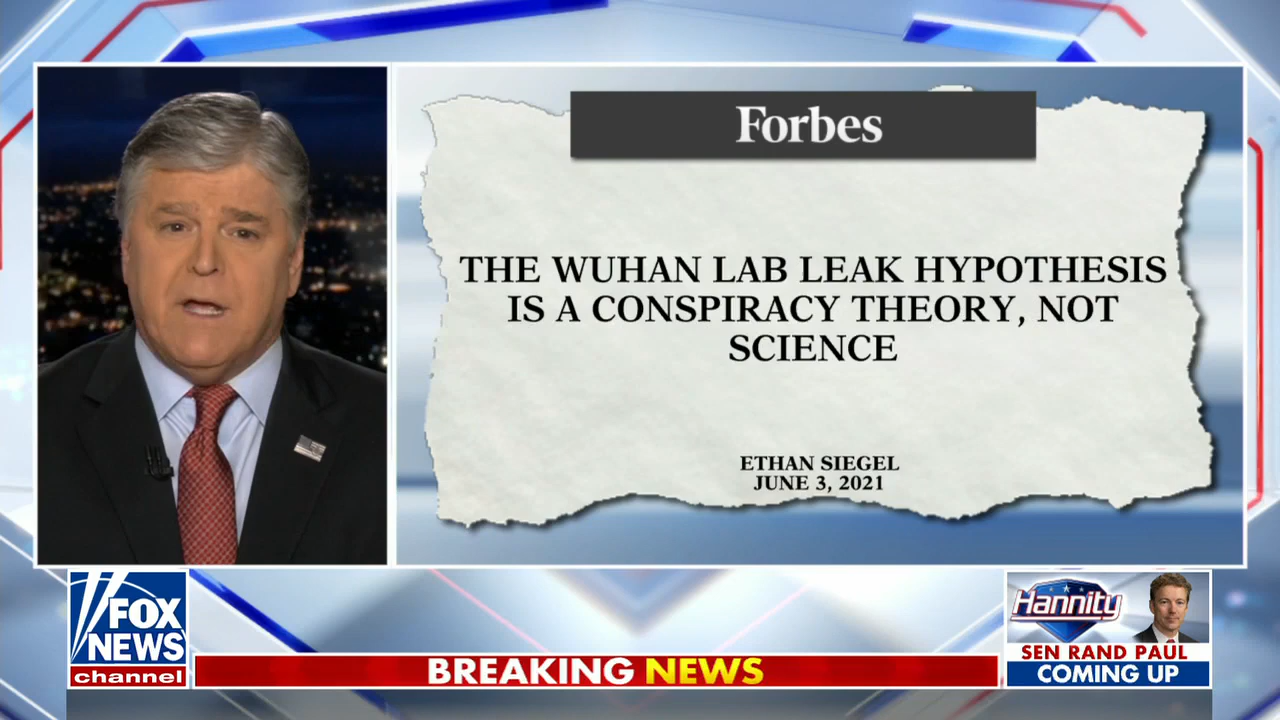 Forbes
THE WUHAN LAB LEAK HYPOTHESIS
IS A CONSPIRACY THEORY, NOT
SCIENCE
ETHAN SIEGEL
JUNE 3, 2021
FOX
NEWS
channel
BREAKING NEWS
Hannity
SEN RAND PAUL
COMING UP